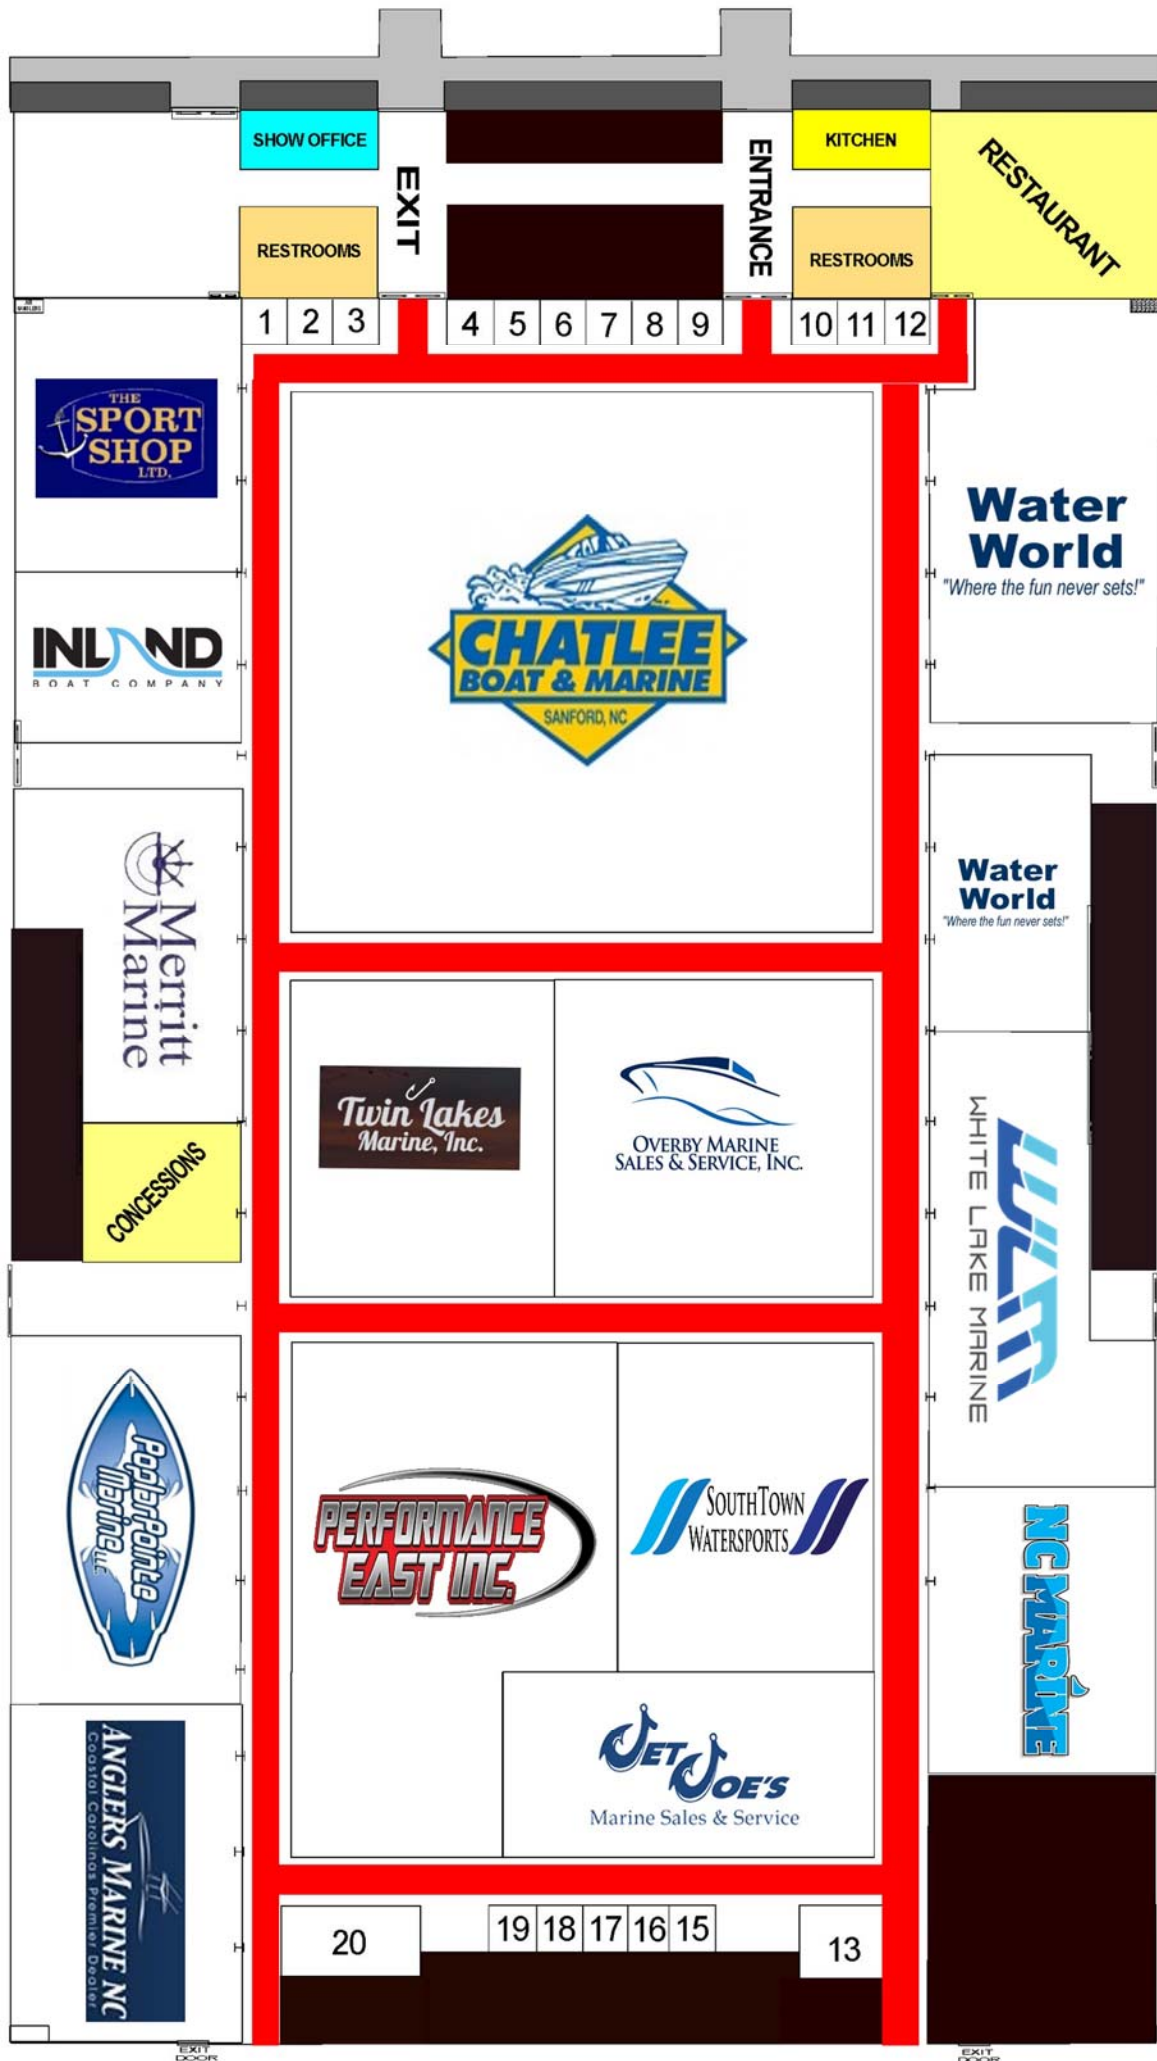 SHOW OFFICE
EXIT
ENTRANCE
KITCHEN
RESTAURANT
RESTROOMS
RESTROOMS
1 2 3 4 5 6 7 8 9 10 11 12
THE
SPORT
SHOP
LTD.
Water
World
"Where the fun never sets!"
CHATLEE
BOAT & MARINE
SANFORD, NC
INLAND
BOAT COMPANY
Merritt
Marine
Water
World
"Where the fun never sets!"
Twin Lakes
Marine, Inc.
OVERBY MARINE
SALES & SERVICE, INC.
CONCESSIONS
WLM
WHITE LAKE MARINE
PoplarPointe
Marine LLC
PERFORMANCE
EAST INC.
SOUTHTOWN
WATERSPORTS
NC MARINE
JET JOE'S
Marine Sales & Service
ANGLERS MARINE NC
Coastal Carolinas Premier Dealer
20 19 18 17 16 15 13
EXIT
DOOR
EXIT
DOOR